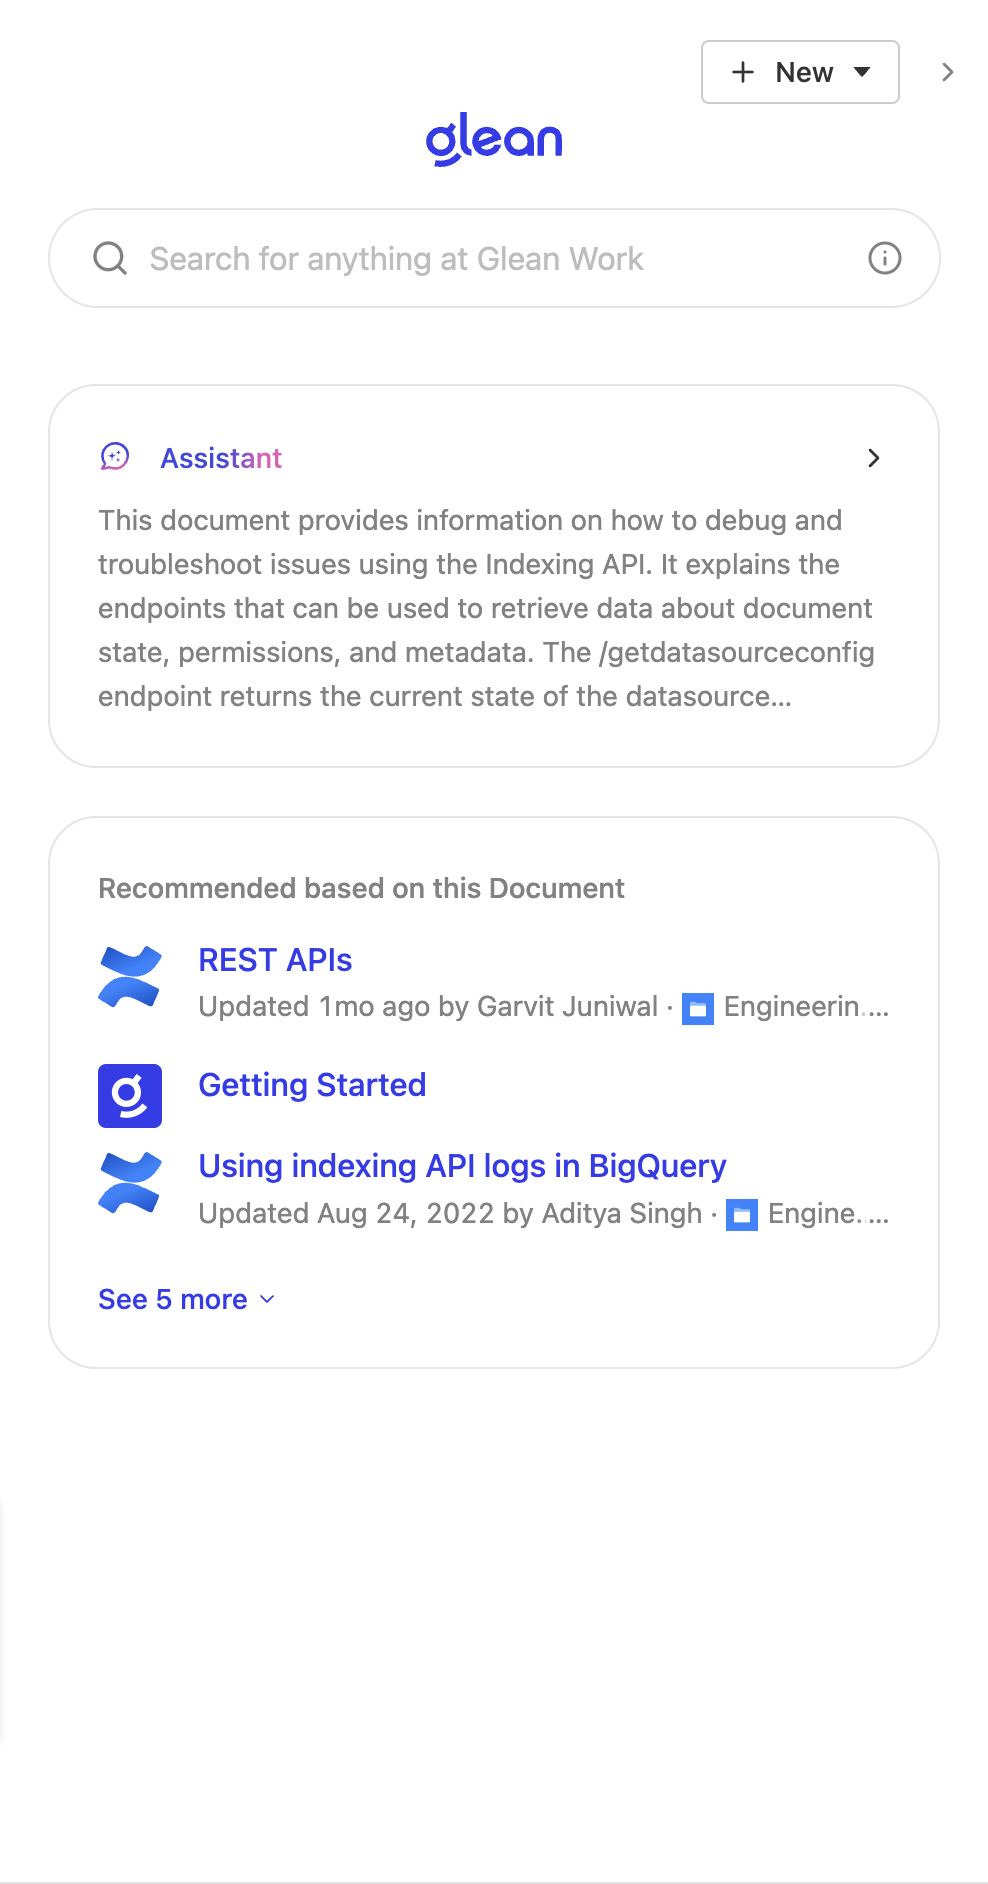 New
glean
Search for anything at Glean Work
Assistant
This document provides information on how to debug and
troubleshoot issues using the Indexing API. It explains the
endpoints that can be used to retrieve data about document
state, permissions, and metadata. The /getdatasourceconfig
endpoint returns the current state of the datasource...
Recommended based on this Document
REST APIs
Updated 1mo ago by Garvit Juniwal · Engineerin....
Getting Started
Using indexing API logs in BigQuery
Updated Aug 24, 2022 by Aditya Singh · Engine....
See 5 more